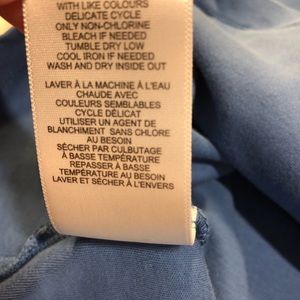 WITH LIKE COLOURS
DELICATE CYCLE
ONLY NON-CHLORINE
BLEACH IF NEEDED
TUMBLE DRY LOW
COOL IRON IF NEEDED
WASH AND DRY INSIDE OUT
LAVER À LA MACHINE À L'EAU
CHAUDE AVEC
COULEURS SEMBLABLES
CYCLE DÉLICAT
UTILISER UN AGENT DE
BLANCHIMENT SANS CHLORE
AU BESOIN
SÉCHER PAR CULBUTAGE
À BASSE TEMPÉRATURE
REPASSER À BASSE
TEMPÉRATURE AU BESOIN
LAVER ET SÉCHER À L'ENVERS